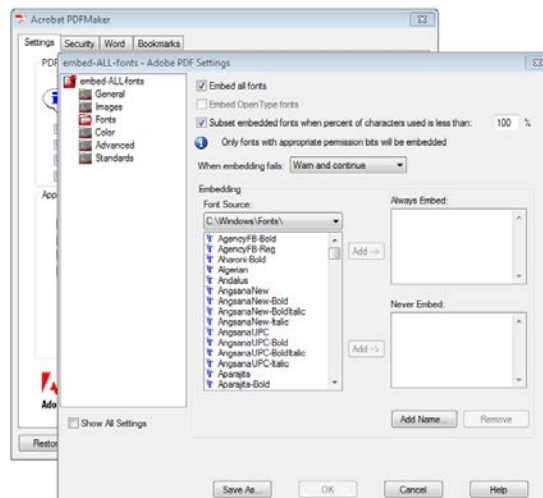 Acrobat PDFMaker
Settings Security Word Bookmarks
PDF
embed-ALL-fonts - Adobe PDF Settings
embed-ALL-fonts
General
Images
Fonts
Color
Advanced
Standards
Embed all fonts
Embed OpenType fonts
Subset embedded fonts when percent of characters used is less than: 100 %
Only fonts with appropriate permission bits will be embedded
When embedding fails: Warn and continue
Embedding
Font Source:
C:\Windows\Fonts\
AgencyFB-Bold
AgencyFB-Reg
Aharoni-Bold
Algerian
Andalus
AngsanaNew
AngsanaNew-Bold
AngsanaNew-BoldItalic
AngsanaNew-Italic
AngsanaUPC
AngsanaUPC-Bold
AngsanaUPC-BoldItalic
AngsanaUPC-Italic
Aparajita
Aparajita-Bold
Add -->
Add -->
Always Embed:
Never Embed:
Add Name...
Remove
App
Ado
Show All Settings
Restor
Save As...
OK
Cancel
Help